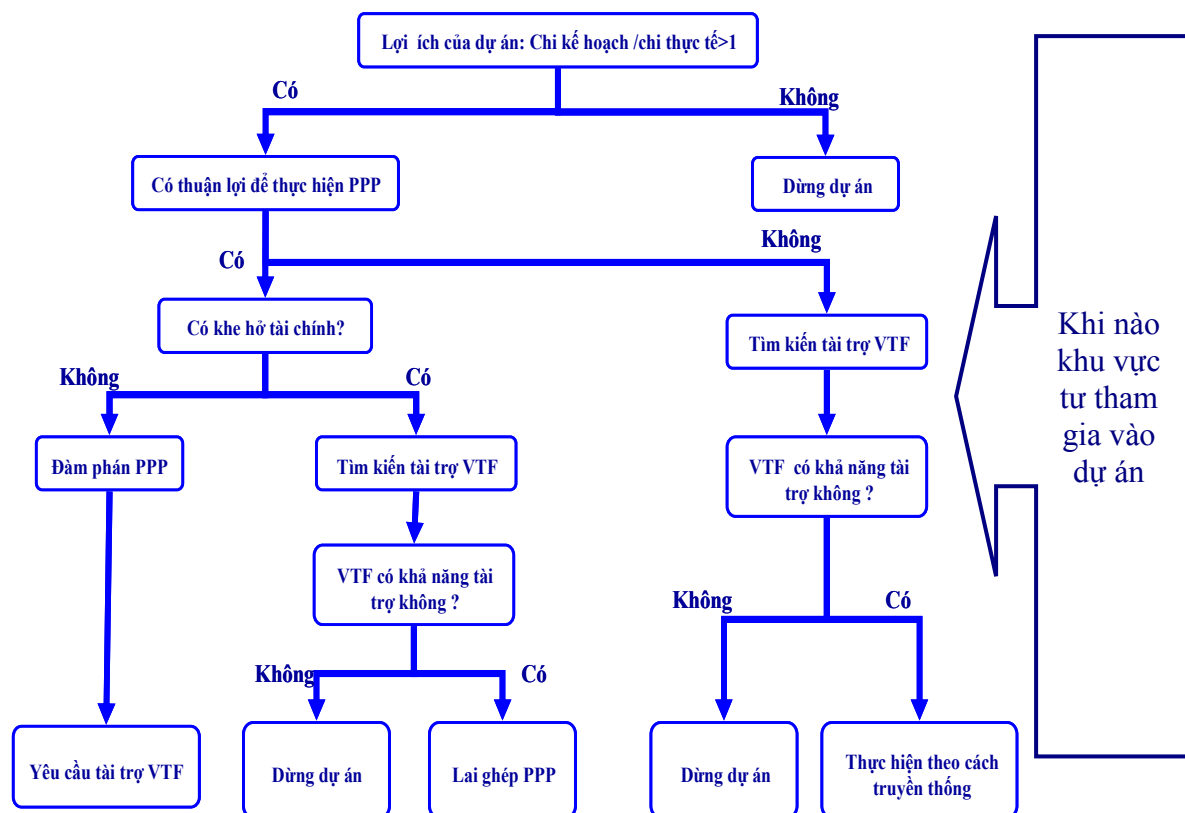 Lợi ích của dự án: Chi kế hoạch /chi thực tế>1
Có
Không
Có thuận lợi để thực hiện PPP
Dừng dự án
Có
Không
Có khe hở tài chính?
Tìm kiếm tài trợ VTF
Không
Có
Đàm phán PPP
Tìm kiếm tài trợ VTF
VTF có khả năng tài
trợ không ?
VTF có khả năng tài
trợ không ?
Không
Có
Không
Có
Yêu cầu tài trợ VTF
Dừng dự án
Lai ghép PPP
Dừng dự án
Thực hiện theo cách
truyền thống
Khi nào
khu vực
tư tham
gia vào
dự án